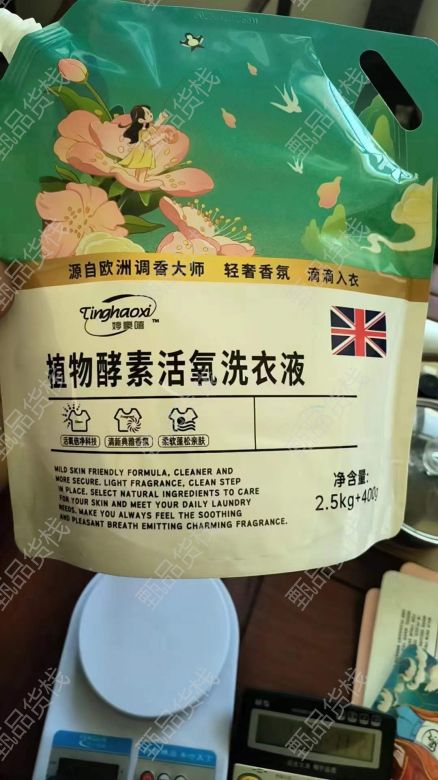 源自欧洲调香大师 轻奢香氛 滴滴入衣
Tinghaoxi™
婷豪嘻
植物酵素活氧洗衣液
活氧倍净科技 清新典雅香氛 柔软蓬松亲肤
MILD SKIN FRIENDLY FORMULA, CLEANER AND
MORE SECURE. LIGHT FRAGRANCE, CLEAN STEP
IN PLACE. SELECT NATURAL INGREDIENTS TO CARE
FOR YOUR SKIN AND MEET YOUR DAILY LAUNDRY
NEEDS. MAKE YOU ALWAYS FEEL THE SOOTHING
AND PLEASANT BREATH EMITTING CHARMING FRAGRANCE.
净含量:
2.5kg+400g
甄品货栈